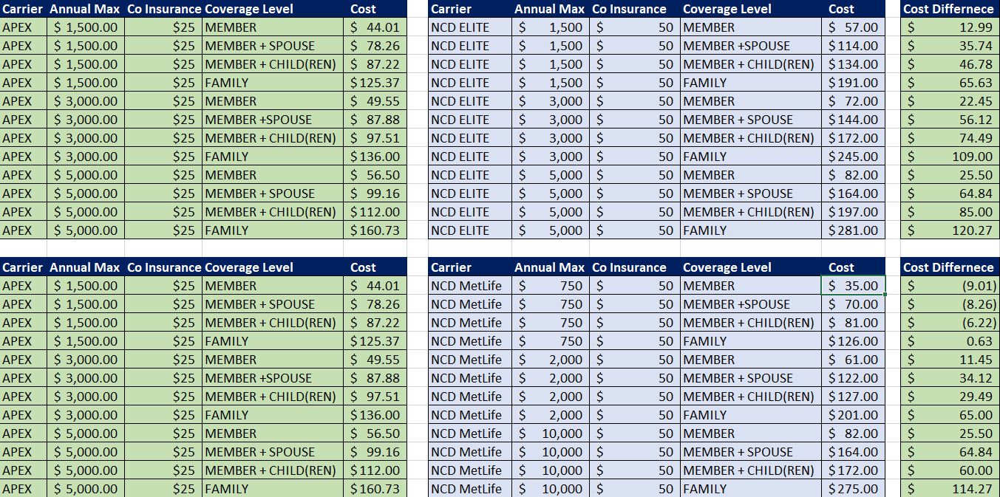 Carrier Annual Max Co Insurance Coverage Level Cost Carrier Annual Max Co Insurance Coverage Level Cost Cost Differnece
APEX $ 1,500.00 $25 MEMBER $ 44.01 NCD ELITE $ 1,500 $ 50 MEMBER $ 57.00 $ 12.99
APEX $ 1,500.00 $25 MEMBER + SPOUSE $ 78.26 NCD ELITE $ 1,500 $ 50 MEMBER +SPOUSE $114.00 $ 35.74
APEX $ 1,500.00 $25 MEMBER + CHILD(REN) $ 87.22 NCD ELITE $ 1,500 $ 50 MEMBER + CHILD(REN) $134.00 $ 46.78
APEX $ 1,500.00 $25 FAMILY $125.37 NCD ELITE $ 1,500 $ 50 FAMILY $191.00 $ 65.63
APEX $ 3,000.00 $25 MEMBER $ 49.55 NCD ELITE $ 3,000 $ 50 MEMBER $ 72.00 $ 22.45
APEX $ 3,000.00 $25 MEMBER +SPOUSE $ 87.88 NCD ELITE $ 3,000 $ 50 MEMBER + SPOUSE $144.00 $ 56.12
APEX $ 3,000.00 $25 MEMBER + CHILD(REN) $ 97.51 NCD ELITE $ 3,000 $ 50 MEMBER + CHILD(REN) $172.00 $ 74.49
APEX $ 3,000.00 $25 FAMILY $136.00 NCD ELITE $ 3,000 $ 50 FAMILY $245.00 $ 109.00
APEX $ 5,000.00 $25 MEMBER $ 56.50 NCD ELITE $ 5,000 $ 50 MEMBER $ 82.00 $ 25.50
APEX $ 5,000.00 $25 MEMBER + SPOUSE $ 99.16 NCD ELITE $ 5,000 $ 50 MEMBER + SPOUSE $164.00 $ 64.84
APEX $ 5,000.00 $25 MEMBER + CHILD(REN) $112.00 NCD ELITE $ 5,000 $ 50 MEMBER + CHILD(REN) $197.00 $ 85.00
APEX $ 5,000.00 $25 FAMILY $160.73 NCD ELITE $ 5,000 $ 50 FAMILY $281.00 $ 120.27
Carrier Annual Max Co Insurance Coverage Level Cost Carrier Annual Max Co Insurance Coverage Level Cost Cost Differnece
APEX $ 1,500.00 $25 MEMBER $ 44.01 NCD MetLife $ 750 $ 50 MEMBER $ 35.00 $ (9.01)
APEX $ 1,500.00 $25 MEMBER + SPOUSE $ 78.26 NCD MetLife $ 750 $ 50 MEMBER +SPOUSE $ 70.00 $ (8.26)
APEX $ 1,500.00 $25 MEMBER + CHILD(REN) $ 87.22 NCD MetLife $ 750 $ 50 MEMBER + CHILD(REN) $ 81.00 $ (6.22)
APEX $ 1,500.00 $25 FAMILY $125.37 NCD MetLife $ 750 $ 50 FAMILY $126.00 $ 0.63
APEX $ 3,000.00 $25 MEMBER $ 49.55 NCD MetLife $ 2,000 $ 50 MEMBER $ 61.00 $ 11.45
APEX $ 3,000.00 $25 MEMBER +SPOUSE $ 87.88 NCD MetLife $ 2,000 $ 50 MEMBER + SPOUSE $122.00 $ 34.12
APEX $ 3,000.00 $25 MEMBER + CHILD(REN) $ 97.51 NCD MetLife $ 2,000 $ 50 MEMBER + CHILD(REN) $127.00 $ 29.49
APEX $ 3,000.00 $25 FAMILY $136.00 NCD MetLife $ 2,000 $ 50 FAMILY $201.00 $ 65.00
APEX $ 5,000.00 $25 MEMBER $ 56.50 NCD MetLife $ 10,000 $ 50 MEMBER $ 82.00 $ 25.50
APEX $ 5,000.00 $25 MEMBER + SPOUSE $ 99.16 NCD MetLife $ 10,000 $ 50 MEMBER + SPOUSE $164.00 $ 64.84
APEX $ 5,000.00 $25 MEMBER + CHILD(REN) $112.00 NCD MetLife $ 10,000 $ 50 MEMBER + CHILD(REN) $172.00 $ 60.00
APEX $ 5,000.00 $25 FAMILY $160.73 NCD MetLife $ 10,000 $ 50 FAMILY $275.00 $ 114.27